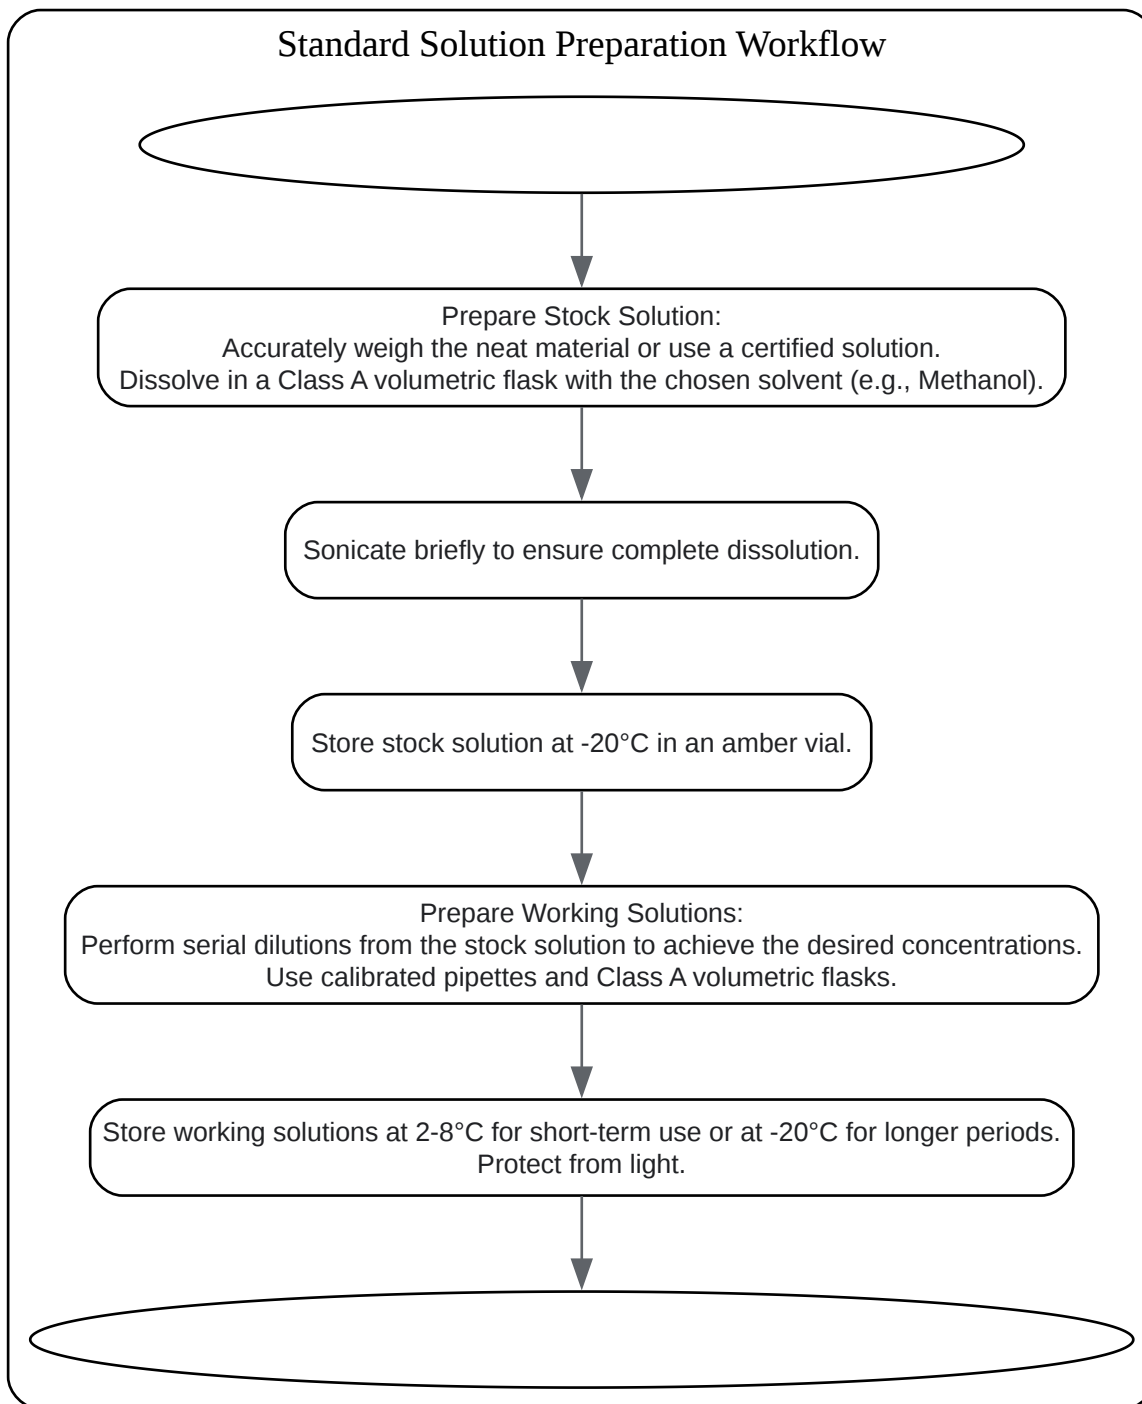 Standard Solution Preparation Workflow
Prepare Stock Solution:
Accurately weigh the neat material or use a certified solution.
Dissolve in a Class A volumetric flask with the chosen solvent (e.g., Methanol).
Sonicate briefly to ensure complete dissolution.
Store stock solution at -20°C in an amber vial.
Prepare Working Solutions:
Perform serial dilutions from the stock solution to achieve the desired concentrations.
Use calibrated pipettes and Class A volumetric flasks.
Store working solutions at 2-8°C for short-term use or at -20°C for longer periods.
Protect from light.